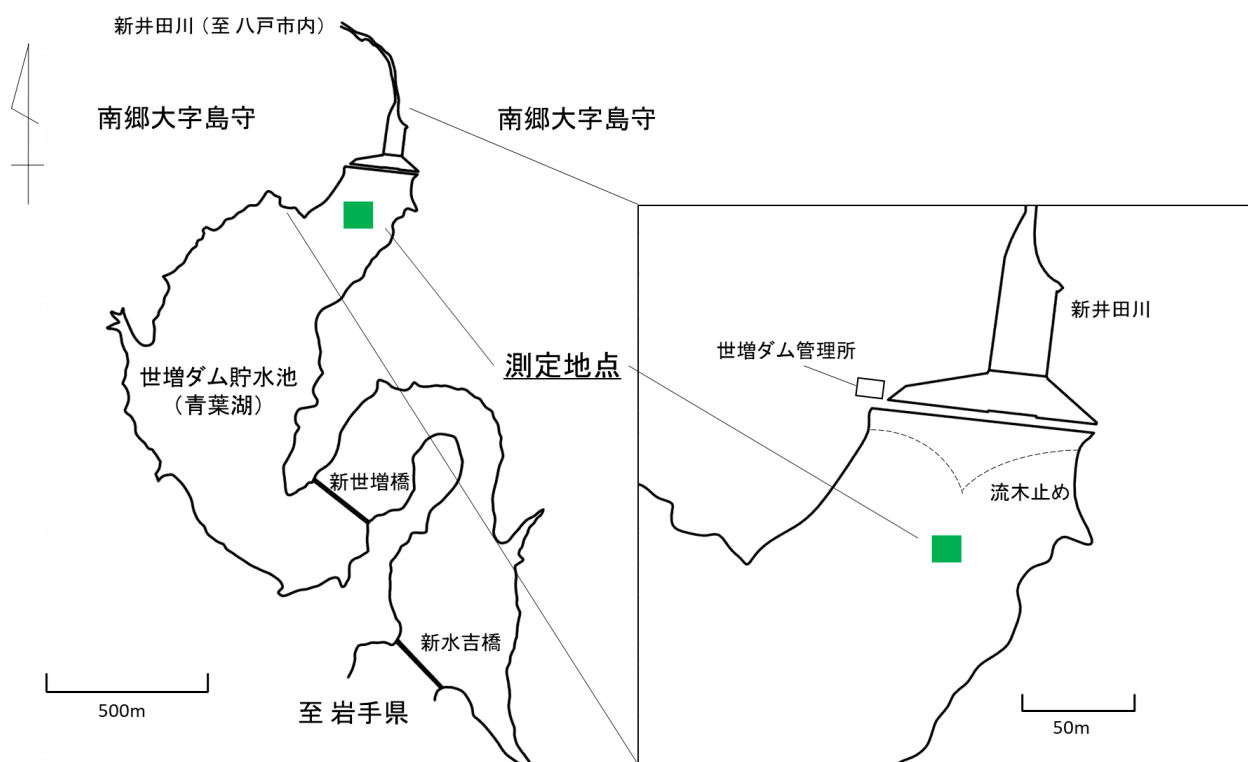 新井田川（至 八戸市内）
南郷大字島守
南郷大字島守
測定地点
世増ダム貯水池
（青葉湖）
新世増橋
新水吉橋
至 岩手県
500m
新井田川
世増ダム管理所
流木止め
50m